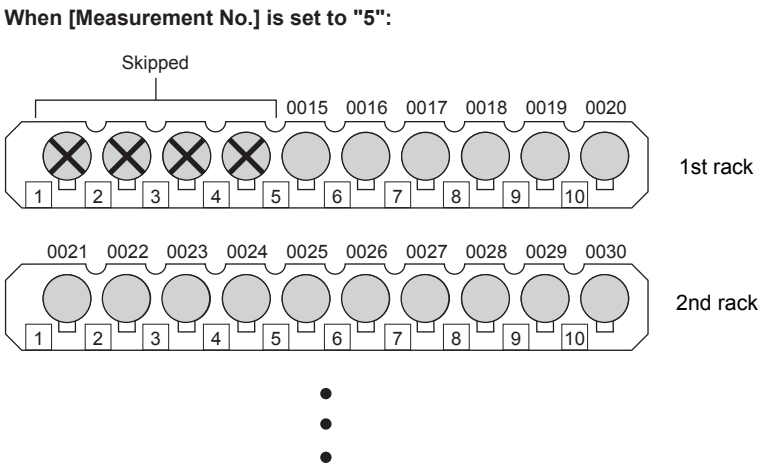 When [Measurement No.] is set to "5":
Skipped
0015 0016 0017 0018 0019 0020
1st rack
1 2 3 4 5 6 7 8 9 10
0021 0022 0023 0024 0025 0026 0027 0028 0029 0030
2nd rack
1 2 3 4 5 6 7 8 9 10